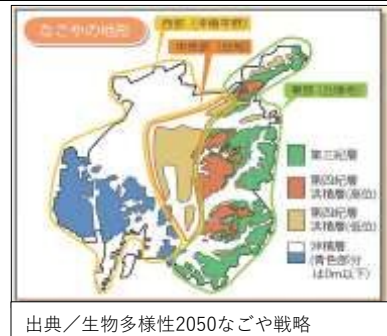 なごやの地形
西部（沖積平野）
中央部（台地）
東部（丘陵地）
第三紀層
第四紀層
洪積層(高位)
第四紀層
洪積層(低位)
沖積層
(青色部分
は0m以下)
出典／生物多様性2050なごや戦略